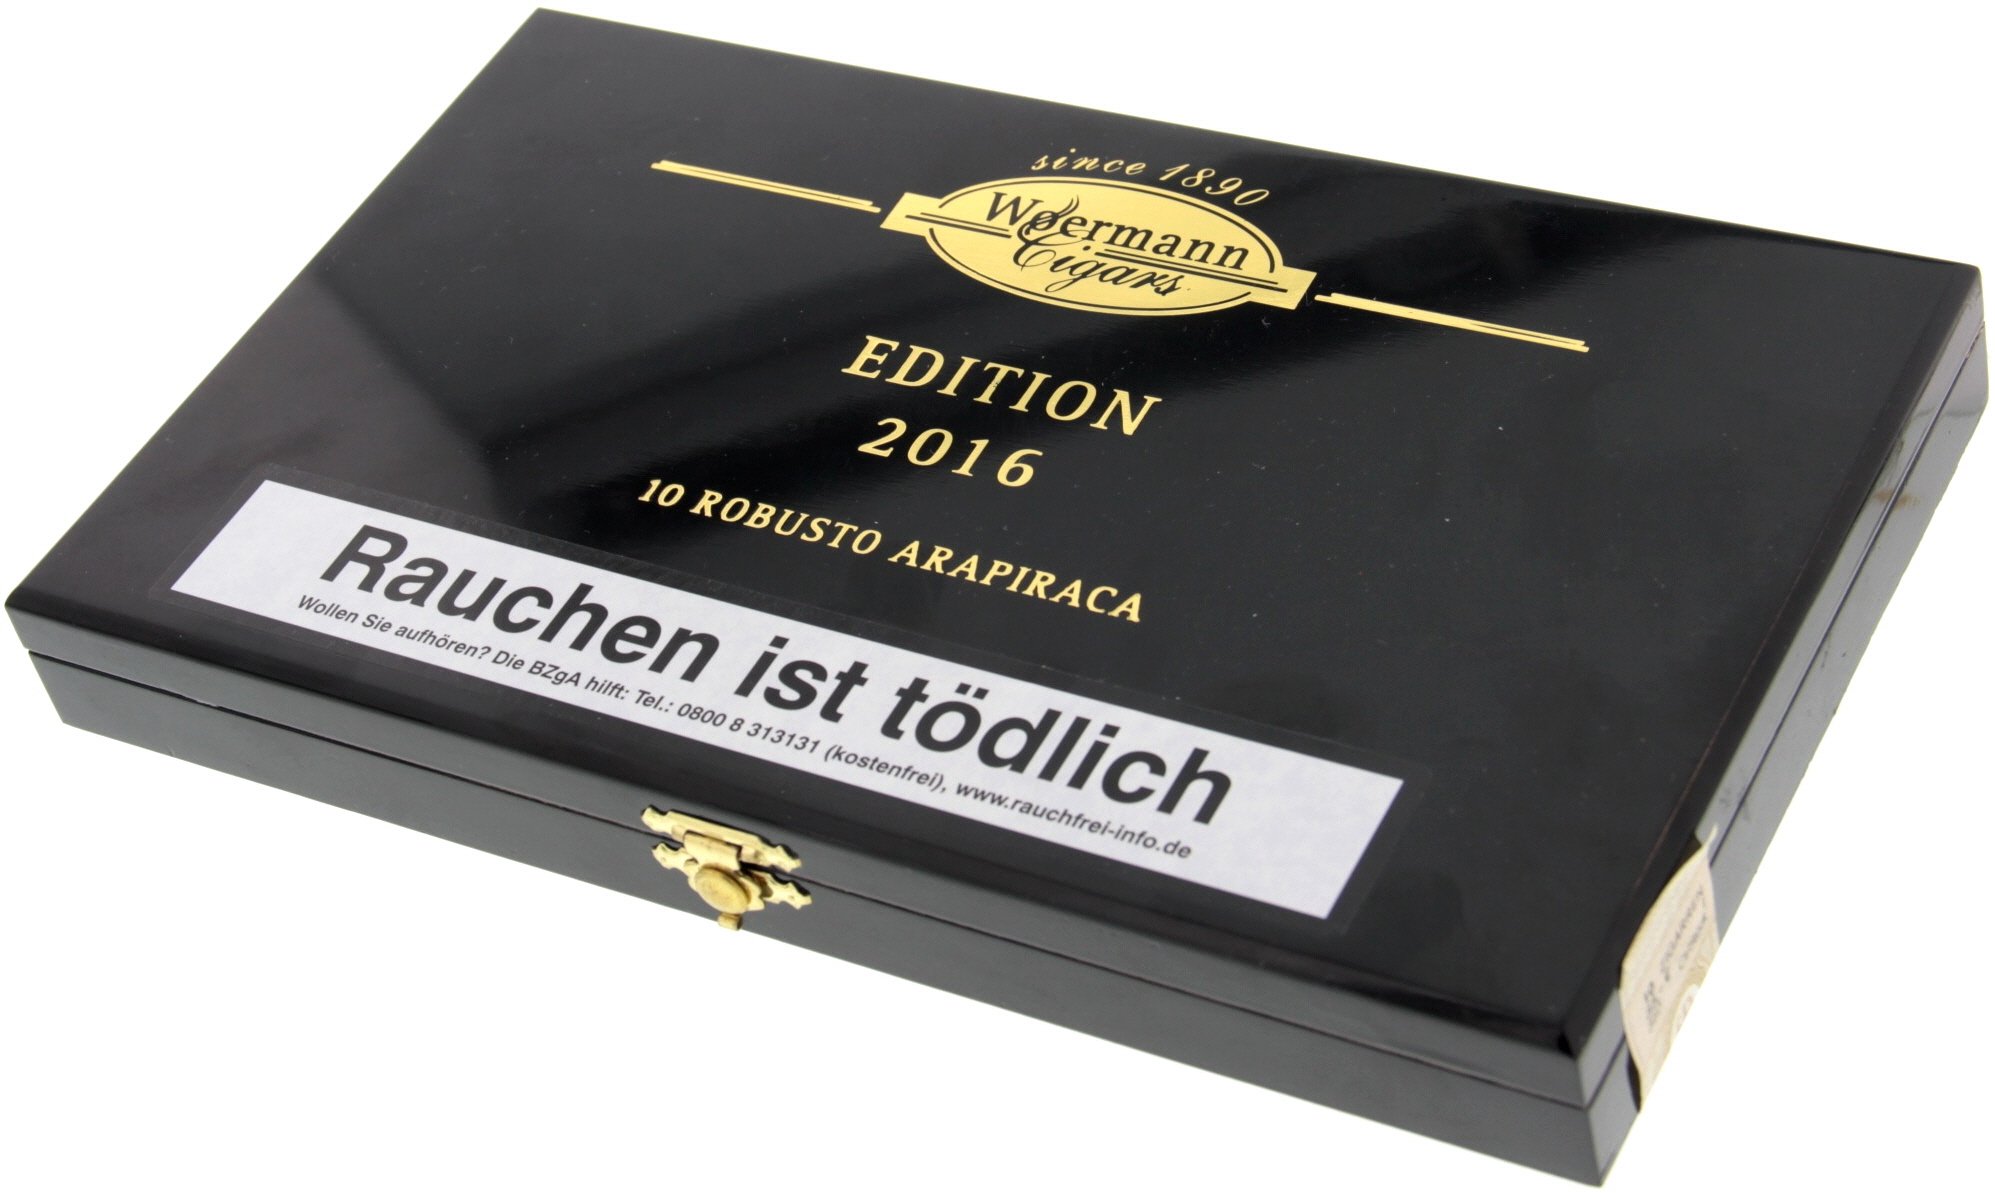 since 1890
Woermann
Cigars
EDITION
2016
10 ROBUSTO ARAPIRACA
Rauchen ist tödlich
Wollen Sie aufhören? Die BZgA hilft: Tel.: 0800 8 313131 (kostenfrei), www.rauchfrei-info.de